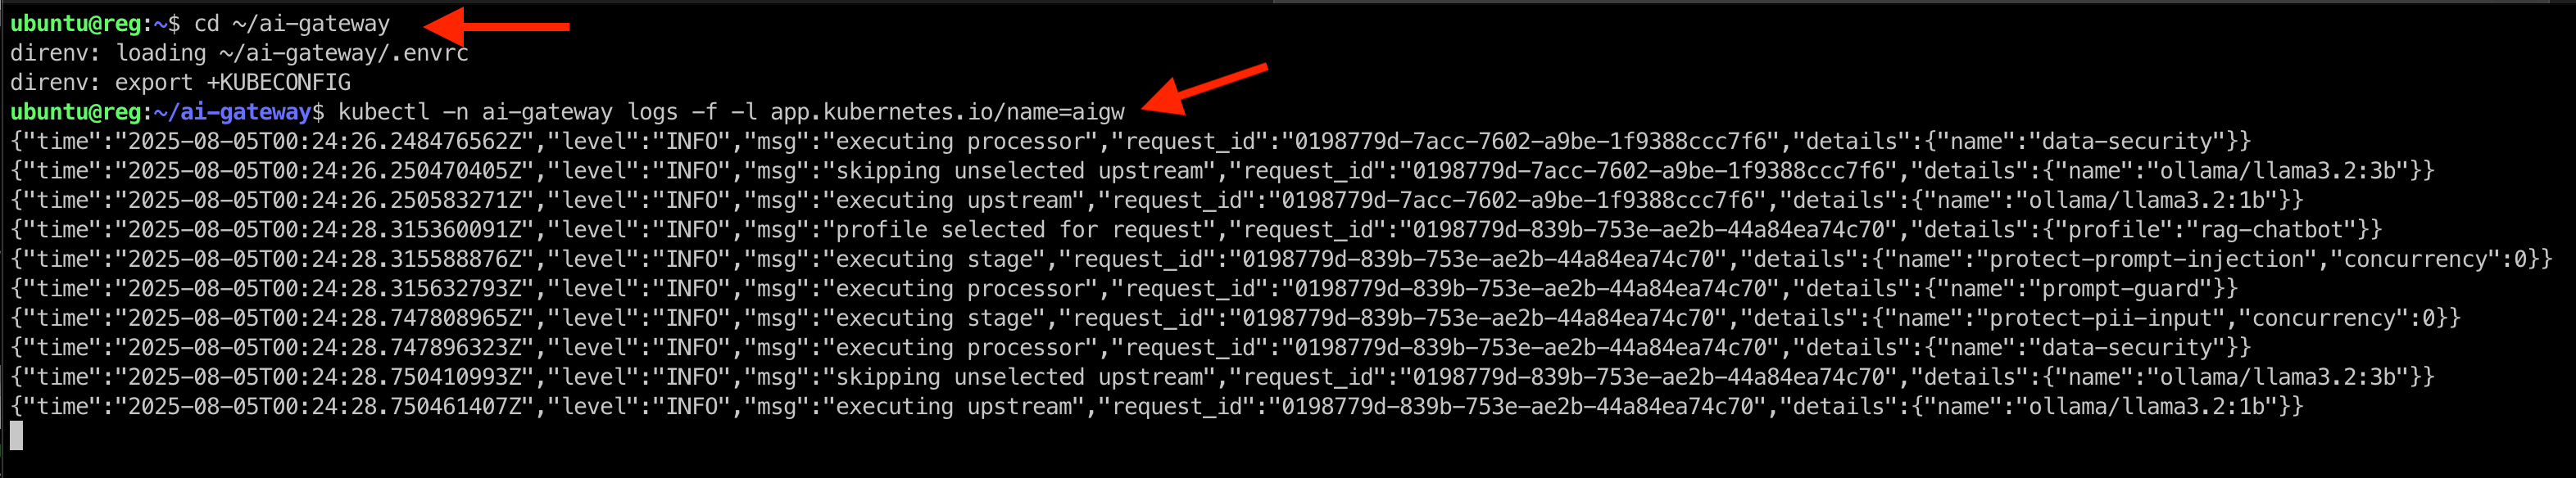 ubuntu@reg:~$ cd ~/ai-gateway
direnv: loading ~/ai-gateway/.envrc
direnv: export +KUBECONFIG
ubuntu@reg:~/ai-gateway$ kubectl -n ai-gateway logs -f -l app.kubernetes.io/name=aigw
{"time":"2025-08-05T00:24:26.248476562Z","level":"INFO","msg":"executing processor","request_id":"0198779d-7acc-7602-a9be-1f9388ccc7f6","details":{"name":"data-security"}}
{"time":"2025-08-05T00:24:26.250470405Z","level":"INFO","msg":"skipping unselected upstream","request_id":"0198779d-7acc-7602-a9be-1f9388ccc7f6","details":{"name":"ollama/llama3.2:3b"}}
{"time":"2025-08-05T00:24:26.250583271Z","level":"INFO","msg":"executing upstream","request_id":"0198779d-7acc-7602-a9be-1f9388ccc7f6","details":{"name":"ollama/llama3.2:1b"}}
{"time":"2025-08-05T00:24:28.315360091Z","level":"INFO","msg":"profile selected for request","request_id":"0198779d-839b-753e-ae2b-44a84ea74c70","details":{"profile":"rag-chatbot"}}
{"time":"2025-08-05T00:24:28.315588876Z","level":"INFO","msg":"executing stage","request_id":"0198779d-839b-753e-ae2b-44a84ea74c70","details":{"name":"protect-prompt-injection","concurrency":0}}
{"time":"2025-08-05T00:24:28.315632793Z","level":"INFO","msg":"executing processor","request_id":"0198779d-839b-753e-ae2b-44a84ea74c70","details":{"name":"prompt-guard"}}
{"time":"2025-08-05T00:24:28.747808965Z","level":"INFO","msg":"executing stage","request_id":"0198779d-839b-753e-ae2b-44a84ea74c70","details":{"name":"protect-pii-input","concurrency":0}}
{"time":"2025-08-05T00:24:28.747896323Z","level":"INFO","msg":"executing processor","request_id":"0198779d-839b-753e-ae2b-44a84ea74c70","details":{"name":"data-security"}}
{"time":"2025-08-05T00:24:28.750410993Z","level":"INFO","msg":"skipping unselected upstream","request_id":"0198779d-839b-753e-ae2b-44a84ea74c70","details":{"name":"ollama/llama3.2:3b"}}
{"time":"2025-08-05T00:24:28.750461407Z","level":"INFO","msg":"executing upstream","request_id":"0198779d-839b-753e-ae2b-44a84ea74c70","details":{"name":"ollama/llama3.2:1b"}}